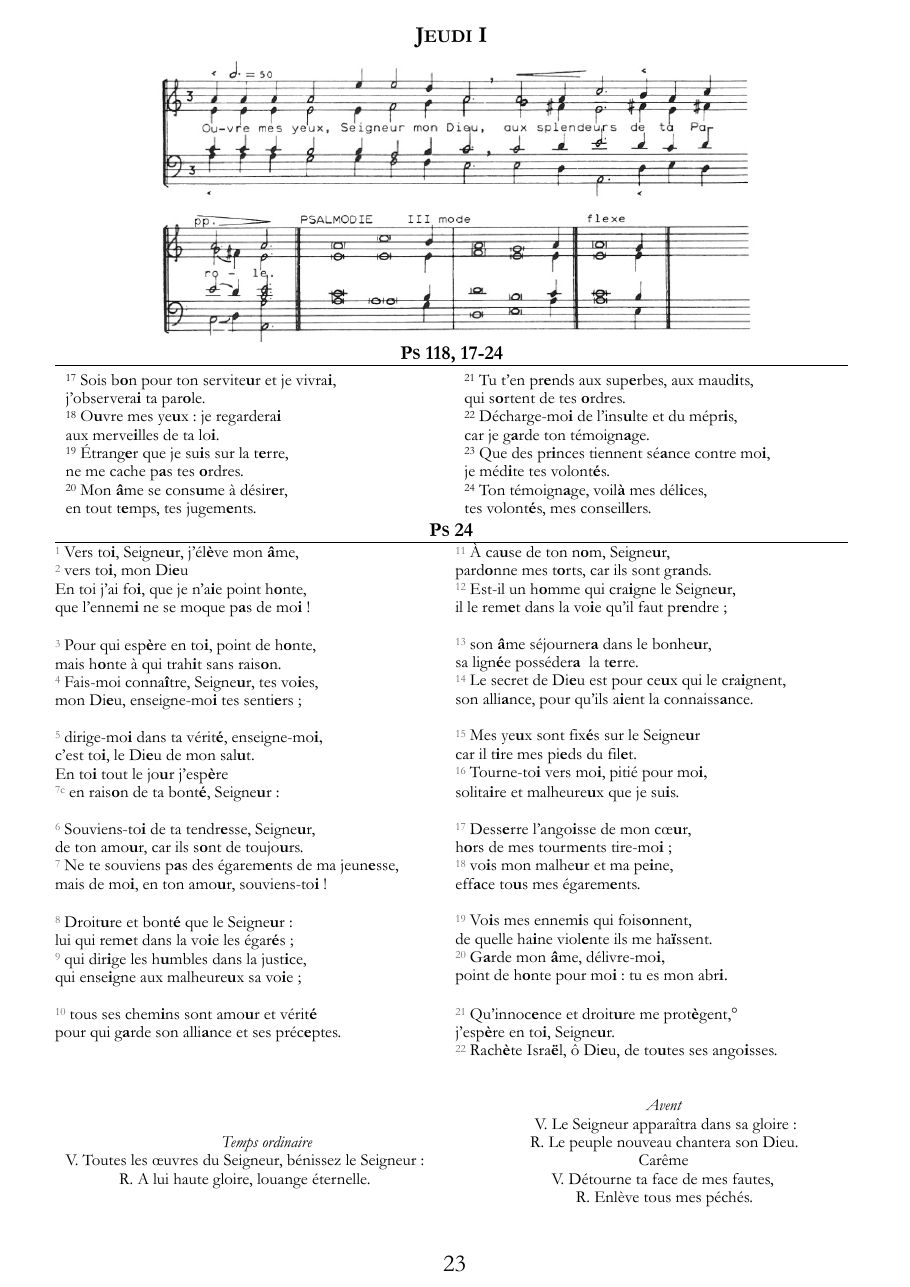 JEUDI I
= 50
3
Ou-vre mes yeux, Seigneur mon Dieu, aux splendeurs de ta Pa-
3
pp. PSALMODIE III mode flexe
ro - le.
PS 118, 17-24
17 Sois bon pour ton serviteur et je vivrai,
j’observerai ta parole.
18 Ouvre mes yeux : je regarderai
aux merveilles de ta loi.
19 Étranger que je suis sur la terre,
ne me cache pas tes ordres.
20 Mon âme se consume à désirer,
en tout temps, tes jugements.
21 Tu t’en prends aux superbes, aux maudits,
qui sortent de tes ordres.
22 Décharge-moi de l’insulte et du mépris,
car je garde ton témoignage.
23 Que des princes tiennent séance contre moi,
je médite tes volontés.
24 Ton témoignage, voilà mes délices,
tes volontés, mes conseillers.
PS 24
1 Vers toi, Seigneur, j’élève mon âme,
2 vers toi, mon Dieu
En toi j’ai foi, que je n’aie point honte,
que l’ennemi ne se moque pas de moi !
3 Pour qui espère en toi, point de honte,
mais honte à qui trahit sans raison.
4 Fais-moi connaître, Seigneur, tes voies,
mon Dieu, enseigne-moi tes sentiers ;
5 dirige-moi dans ta vérité, enseigne-moi,
c’est toi, le Dieu de mon salut.
En toi tout le jour j’espère
7c en raison de ta bonté, Seigneur :
6 Souviens-toi de ta tendresse, Seigneur,
de ton amour, car ils sont de toujours.
7 Ne te souviens pas des égarements de ma jeunesse,
mais de moi, en ton amour, souviens-toi !
8 Droiture et bonté que le Seigneur :
lui qui remet dans la voie les égarés ;
9 qui dirige les humbles dans la justice,
qui enseigne aux malheureux sa voie ;
10 tous ses chemins sont amour et vérité
pour qui garde son alliance et ses préceptes.
11 À cause de ton nom, Seigneur,
pardonne mes torts, car ils sont grands.
12 Est-il un homme qui craigne le Seigneur,
il le remet dans la voie qu’il faut prendre ;
13 son âme séjournera dans le bonheur,
sa lignée possédera la terre.
14 Le secret de Dieu est pour ceux qui le craignent,
son alliance, pour qu’ils aient la connaissance.
15 Mes yeux sont fixés sur le Seigneur
car il tire mes pieds du filet.
16 Tourne-toi vers moi, pitié pour moi,
solitaire et malheureux que je suis.
17 Desserre l’angoisse de mon cœur,
hors de mes tourments tire-moi ;
18 vois mon malheur et ma peine,
efface tous mes égarements.
19 Vois mes ennemis qui foisonnent,
de quelle haine violente ils me haïssent.
20 Garde mon âme, délivre-moi,
point de honte pour moi : tu es mon abri.
21 Qu’innocence et droiture me protègent,°
j’espère en toi, Seigneur.
22 Rachète Israël, ô Dieu, de toutes ses angoisses.
Temps ordinaire
V. Toutes les œuvres du Seigneur, bénissez le Seigneur :
R. A lui haute gloire, louange éternelle.
Avent
V. Le Seigneur apparaîtra dans sa gloire :
R. Le peuple nouveau chantera son Dieu.
Carême
V. Détourne ta face de mes fautes,
R. Enlève tous mes péchés.
23